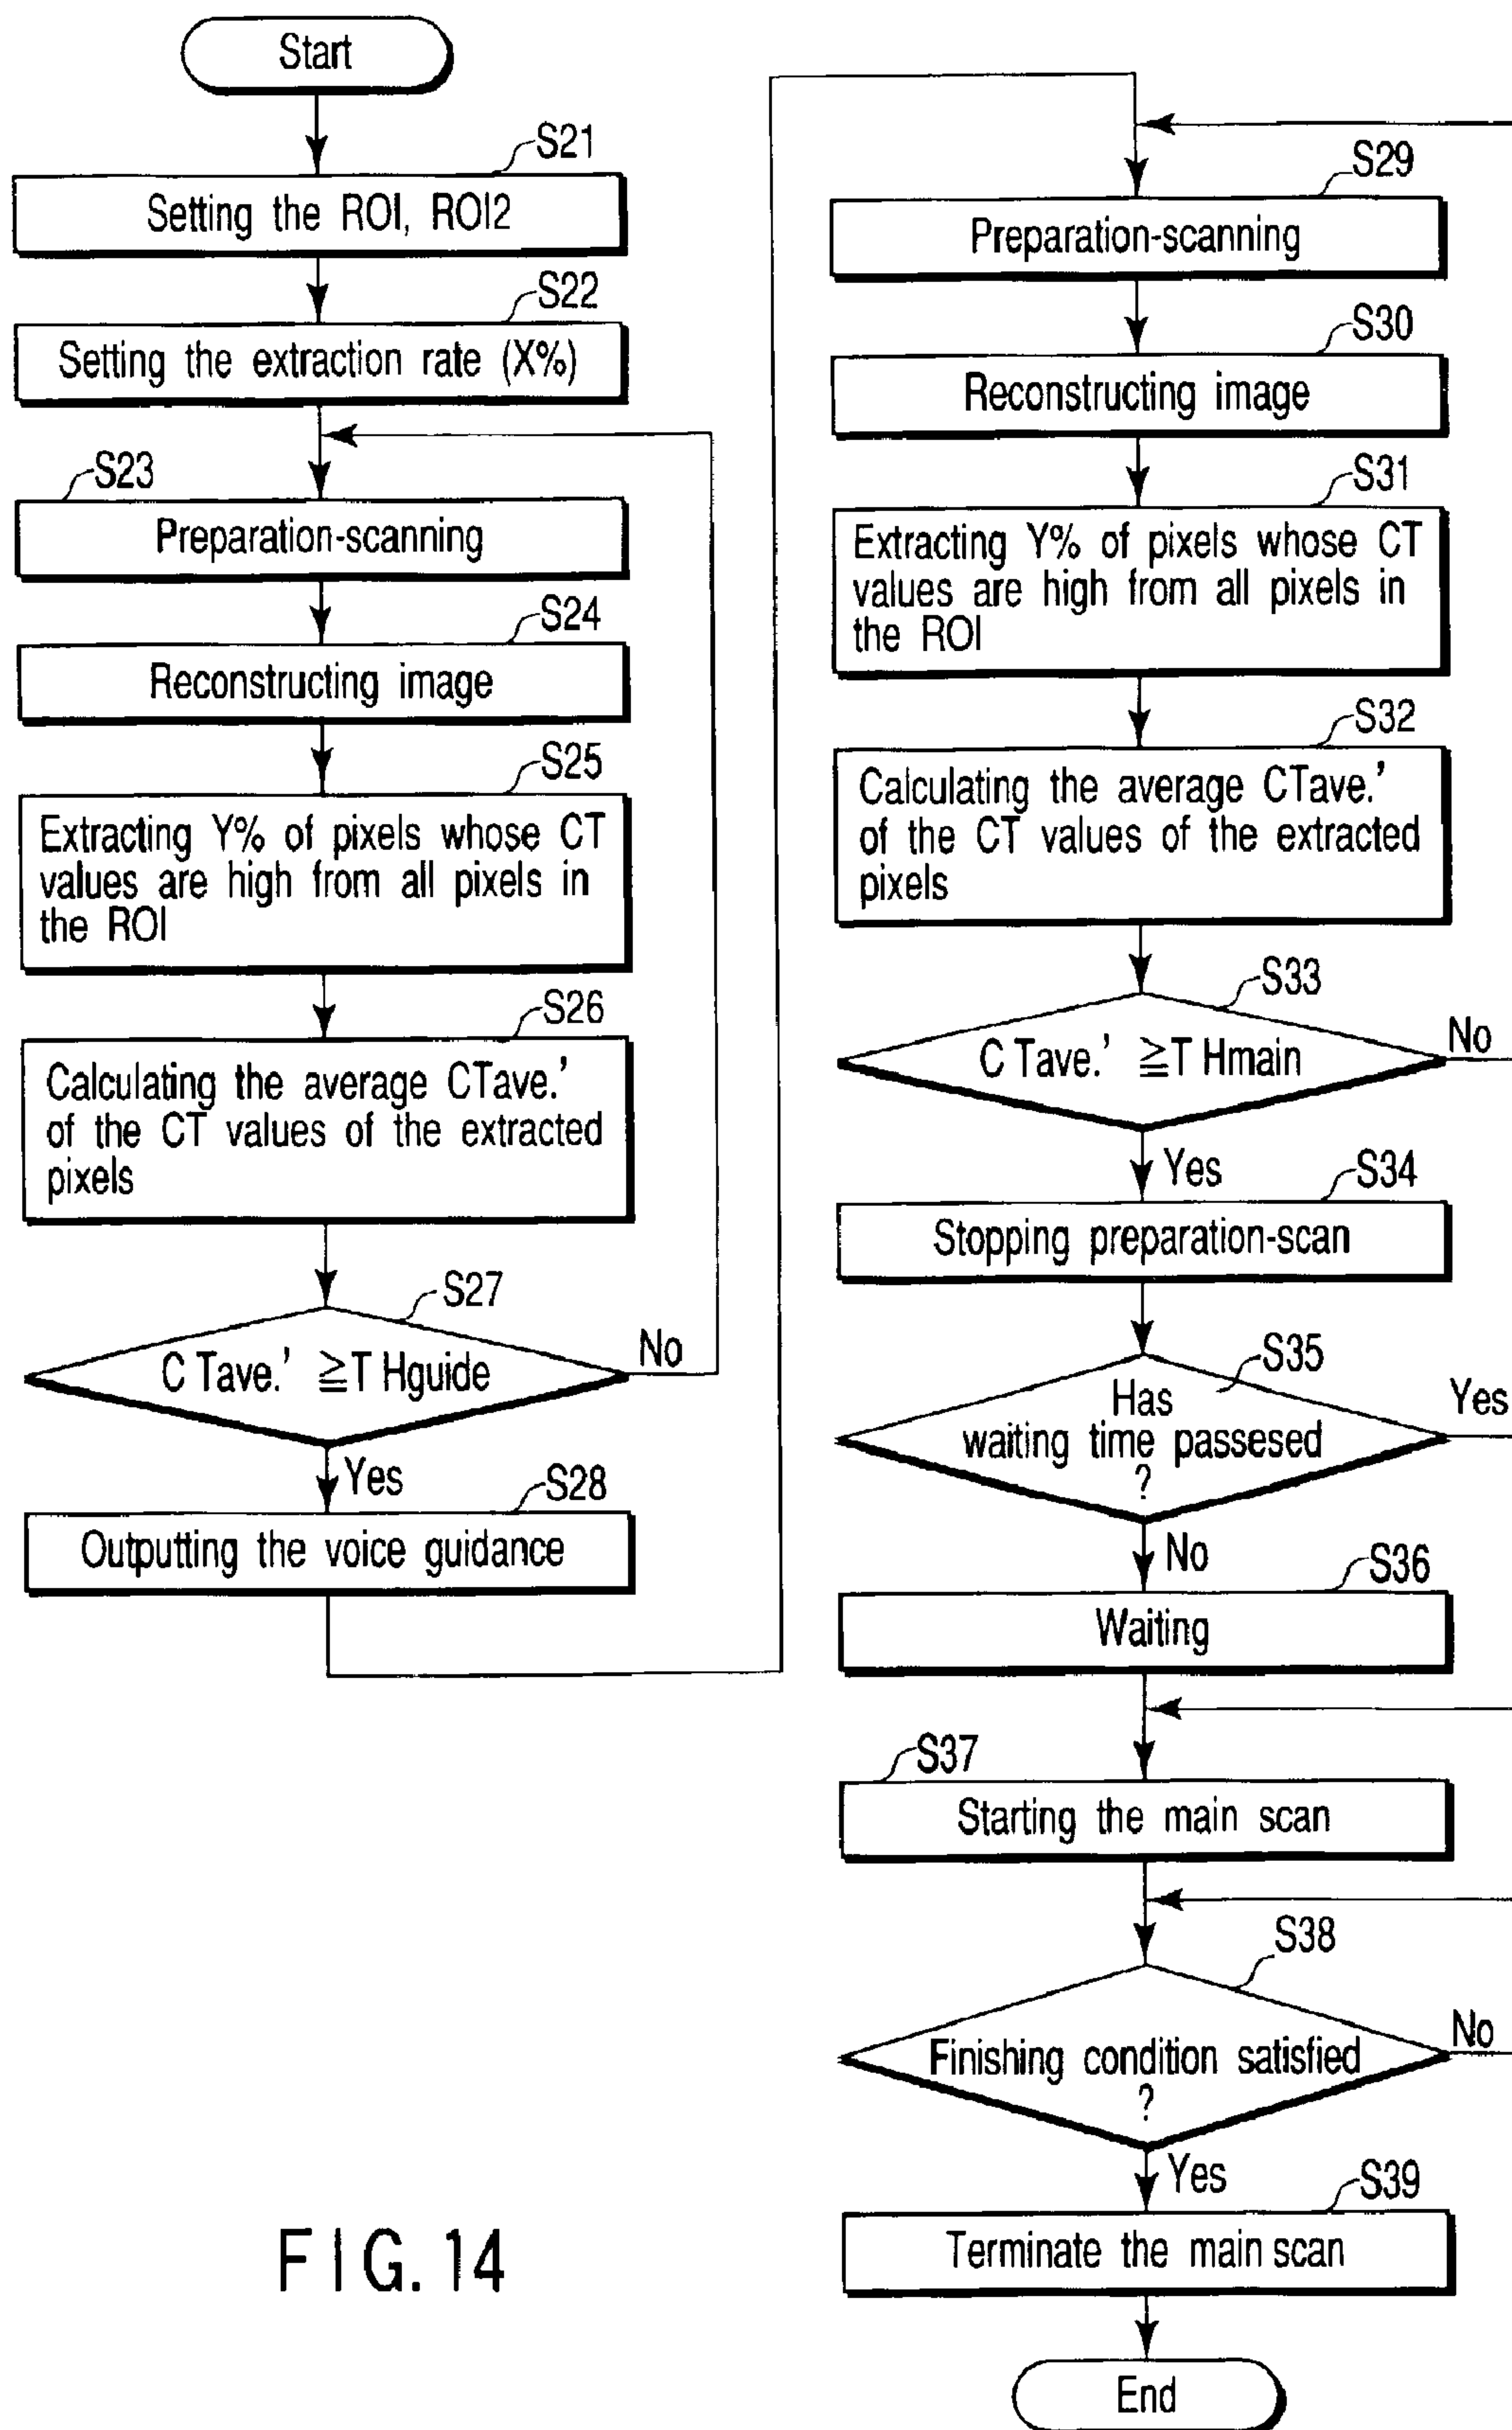 Start
S21
Setting the ROI, ROI2
S22
Setting the extraction rate (X%)
S23
Preparation-scanning
S24
Reconstructing image
S25
Extracting Y% of pixels whose CT
values are high from all pixels in
the ROI
S26
Calculating the average CTave.'
of the CT values of the extracted
pixels
S27
C Tave.' ≧T Hguide
No
Yes
S28
Outputting the voice guidance
S29
Preparation-scanning
S30
Reconstructing image
S31
Extracting Y% of pixels whose CT
values are high from all pixels in
the ROI
S32
Calculating the average CTave.'
of the CT values of the extracted
pixels
S33
C Tave.' ≧T Hmain
No
Yes
S34
Stopping preparation-scan
S35
Has
waiting time passesed
?
Yes
No
S36
Waiting
S37
Starting the main scan
S38
Finishing condition satisfied
?
No
Yes
S39
Terminate the main scan
End
FIG. 14